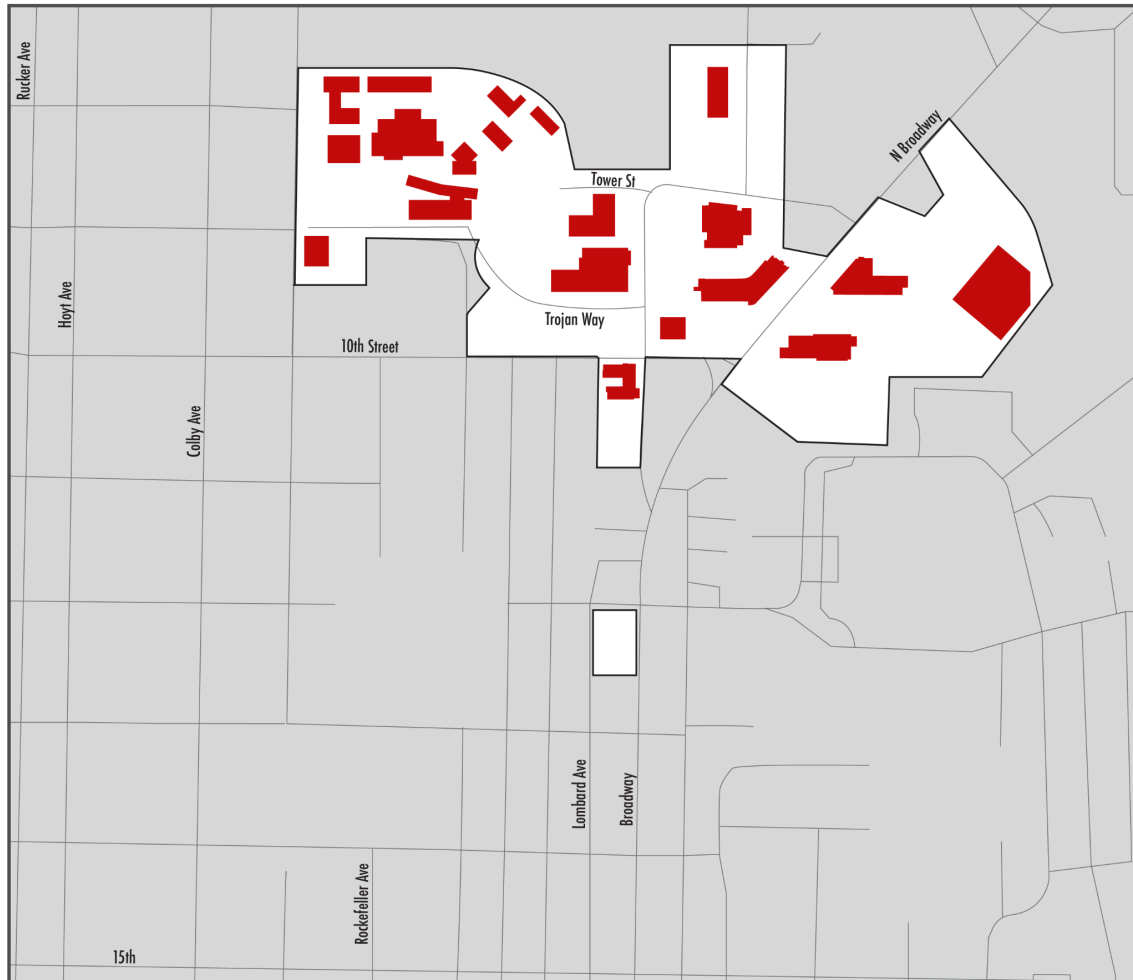 Rucker Ave
N Broadway
Tower St
Hoyt Ave
Trojan Way
10th Street
Colby Ave
Lombard Ave
Broadway
Rockefeller Ave
15th